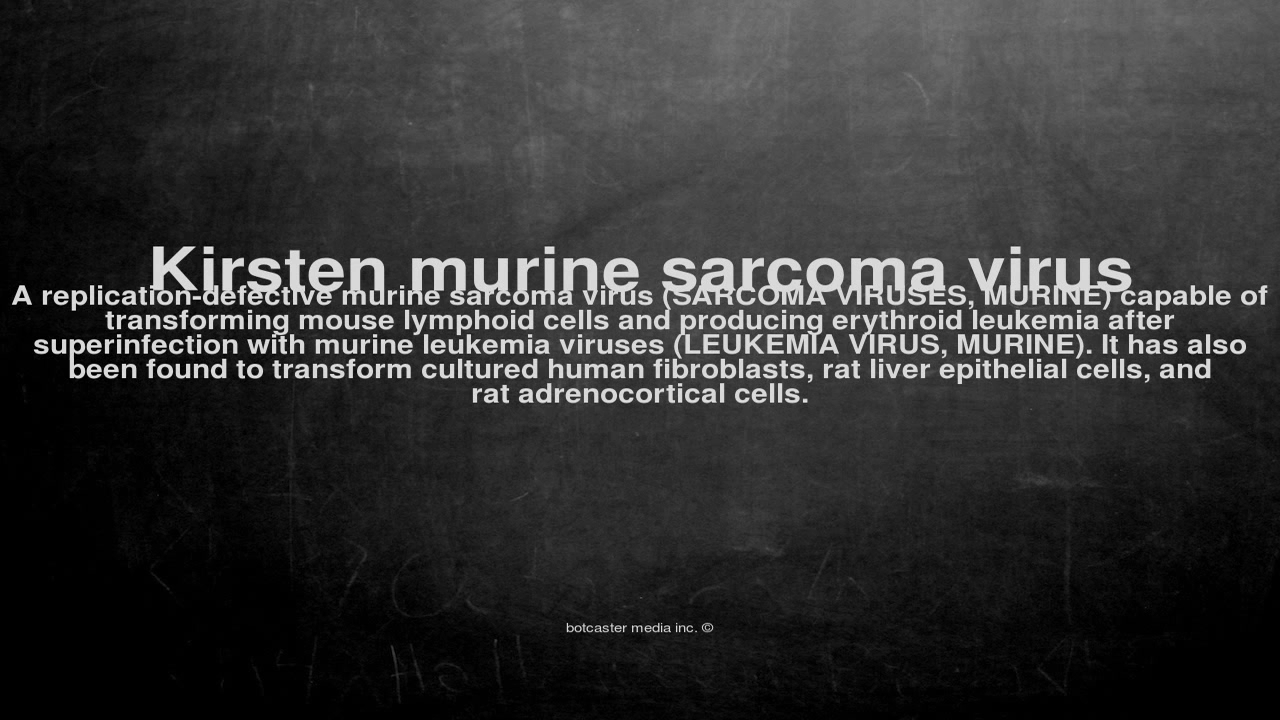 Kirsten murine sarcoma virus
A replication-defective murine sarcoma virus (SARCOMA VIRUSES, MURINE) capable of
transforming mouse lymphoid cells and producing erythroid leukemia after
superinfection with murine leukemia viruses (LEUKEMIA VIRUS, MURINE). It has also
been found to transform cultured human fibroblasts, rat liver epithelial cells, and
rat adrenocortical cells.
botcaster media inc. ©